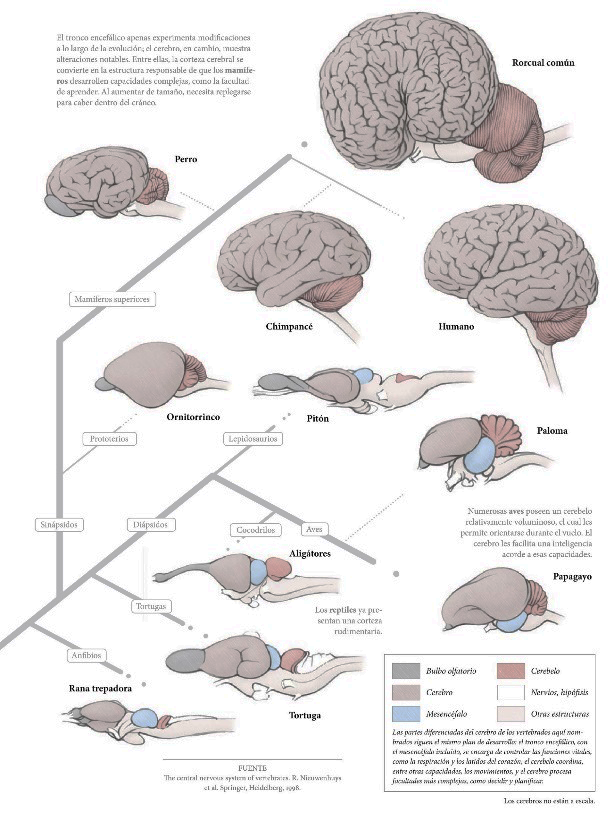 El tronco encefálico apenas experimenta modificaciones
a lo largo de la evolución; el cerebro, en cambio, muestra
alteraciones notables. Entre ellas, la corteza cerebral se
convierte en la estructura responsable de que los mamífe-
ros desarrollen capacidades complejas, como la facultad
de aprender. Al aumentar de tamaño, necesita replegarse
para caber dentro del cráneo.
Rorcual común
Perro
Mamíferos superiores
Chimpancé
Humano
Ornitorrinco
Pitón
Prototerios
Lepidosaurios
Paloma
Sinápsidos
Diápsidos
Cocodrilos
Aves
Numerosas aves poseen un cerebelo
relativamente voluminoso, el cual les
permite orientarse durante el vuelo. El
cerebro les facilita una inteligencia
acorde a esas capacidades.
Aligátores
Papagayo
Tortugas
Los reptiles ya pre-
sentan una corteza
rudimentaria.
Anfibios
Rana trepadora
Tortuga
Bulbo olfatorio
Cerebelo
Cerebro
Nervios, hipófisis
Mesencéfalo
Otras estructuras
Las partes diferenciadas del cerebro de los vertebrados aquí nom-
brados siguen el mismo plan de desarrollo: el tronco encefálico, con
el mesencéfalo incluido, se encarga de controlar las funciones vitales,
como la respiración y los latidos del corazón, el cerebelo coordina,
entre otras capacidades, los movimientos, y el cerebro procesa
facultades más complejas, como decidir y planificar.
FUENTE
The central nervous system of vertebrates. R. Nieuwenhuys
et al. Springer, Heidelberg, 1998.
Los cerebros no están a escala.